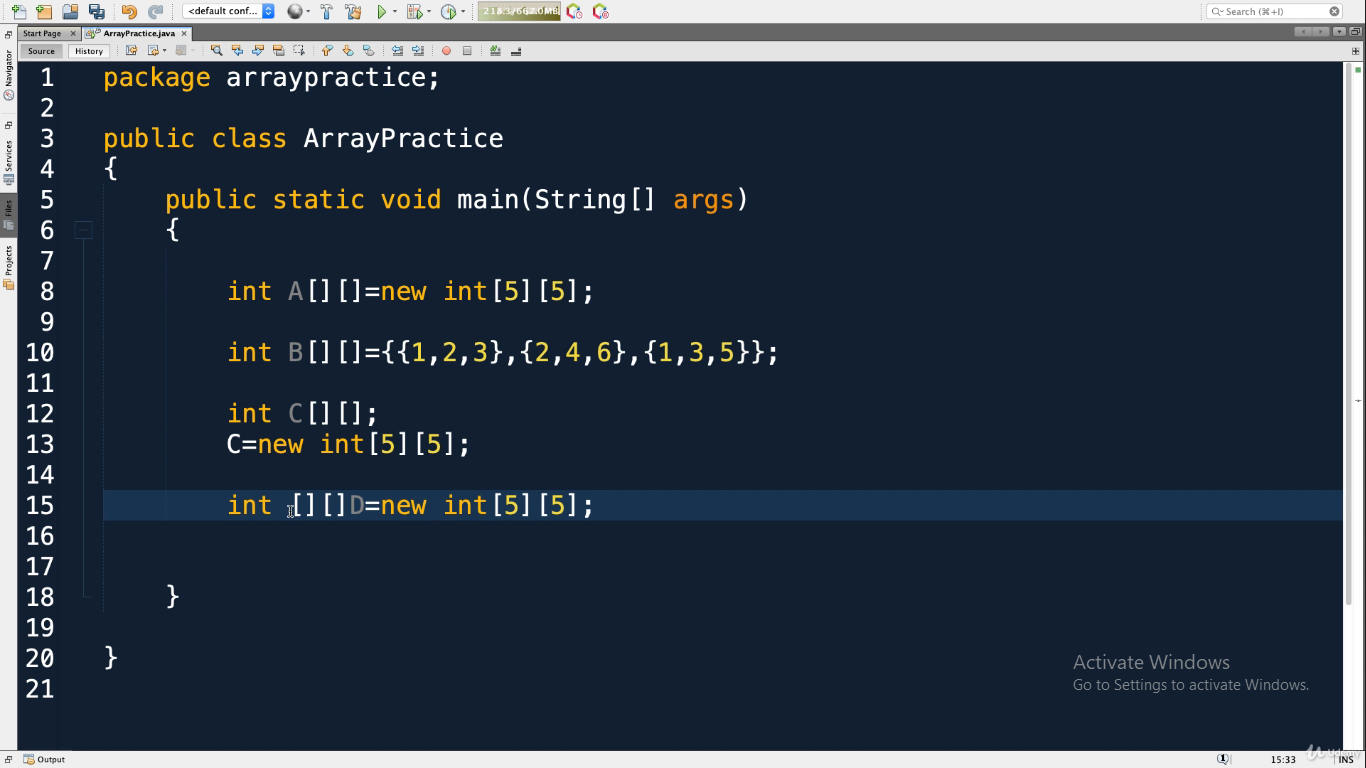 <default conf...
218.3/667.0MB
Search (⌘+I)
Start Page
ArrayPractice.java
Source
History
Navigator
Services
Files
Projects
1 package arraypractice;
2
3 public class ArrayPractice
4 {
5 public static void main(String[] args)
6 {
7
8 int A[][]=new int[5][5];
9
10 int B[][]={{1,2,3},{2,4,6},{1,3,5}};
11
12 int C[][];
13 C=new int[5][5];
14
15 int [][]D=new int[5][5];
16
17
18 }
19
20 }
21
Activate Windows
Go to Settings to activate Windows.
Output
1
15:33
INS